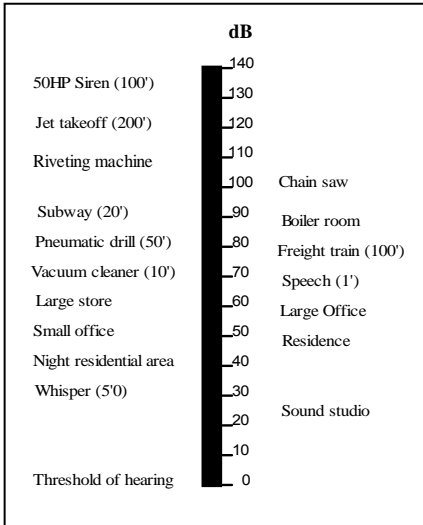 dB
140
50HP Siren (100')
130
Jet takeoff (200')
120
Riveting machine
110
100
Chain saw
Subway (20')
90
Boiler room
Pneumatic drill (50')
80
Freight train (100')
Vacuum cleaner (10')
70
Speech (1')
Large store
60
Large Office
Small office
50
Residence
Night residential area
40
Whisper (5'0)
30
Sound studio
20
10
Threshold of hearing
0